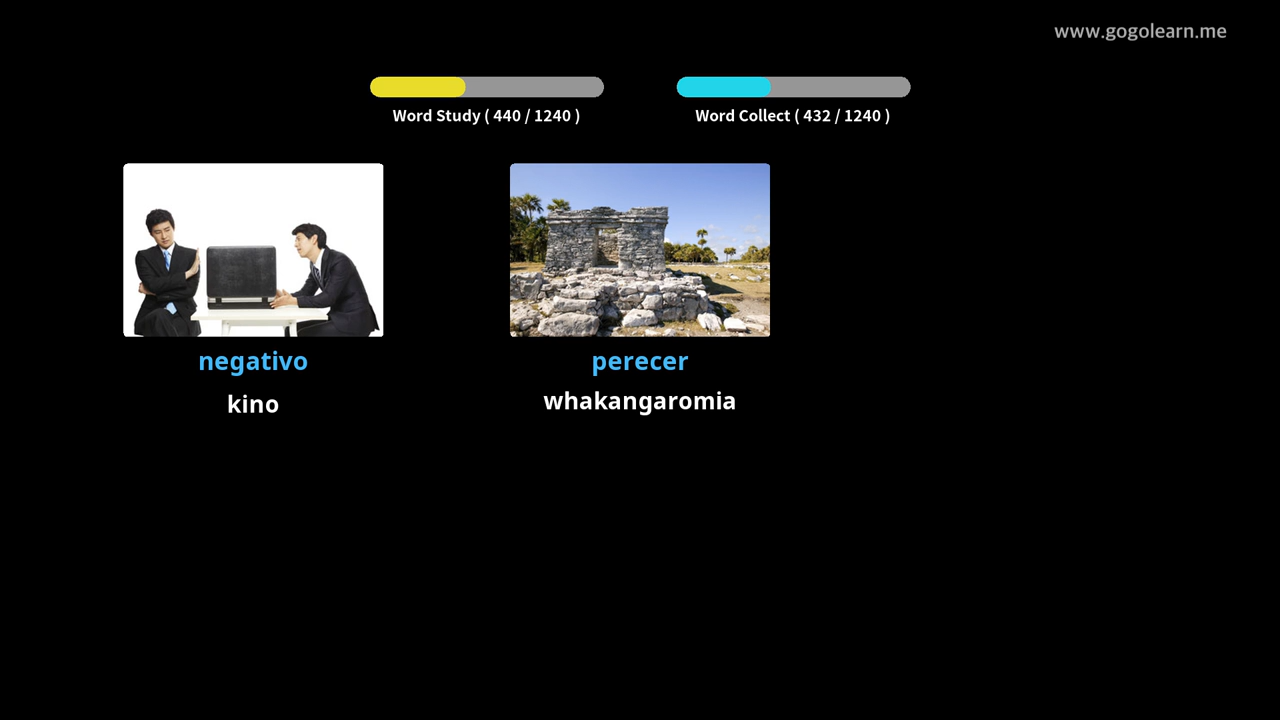 www.gogolearn.me
Word Study ( 440 / 1240 )
Word Collect ( 432 / 1240 )
negativo
perecer
kino
whakangaromia